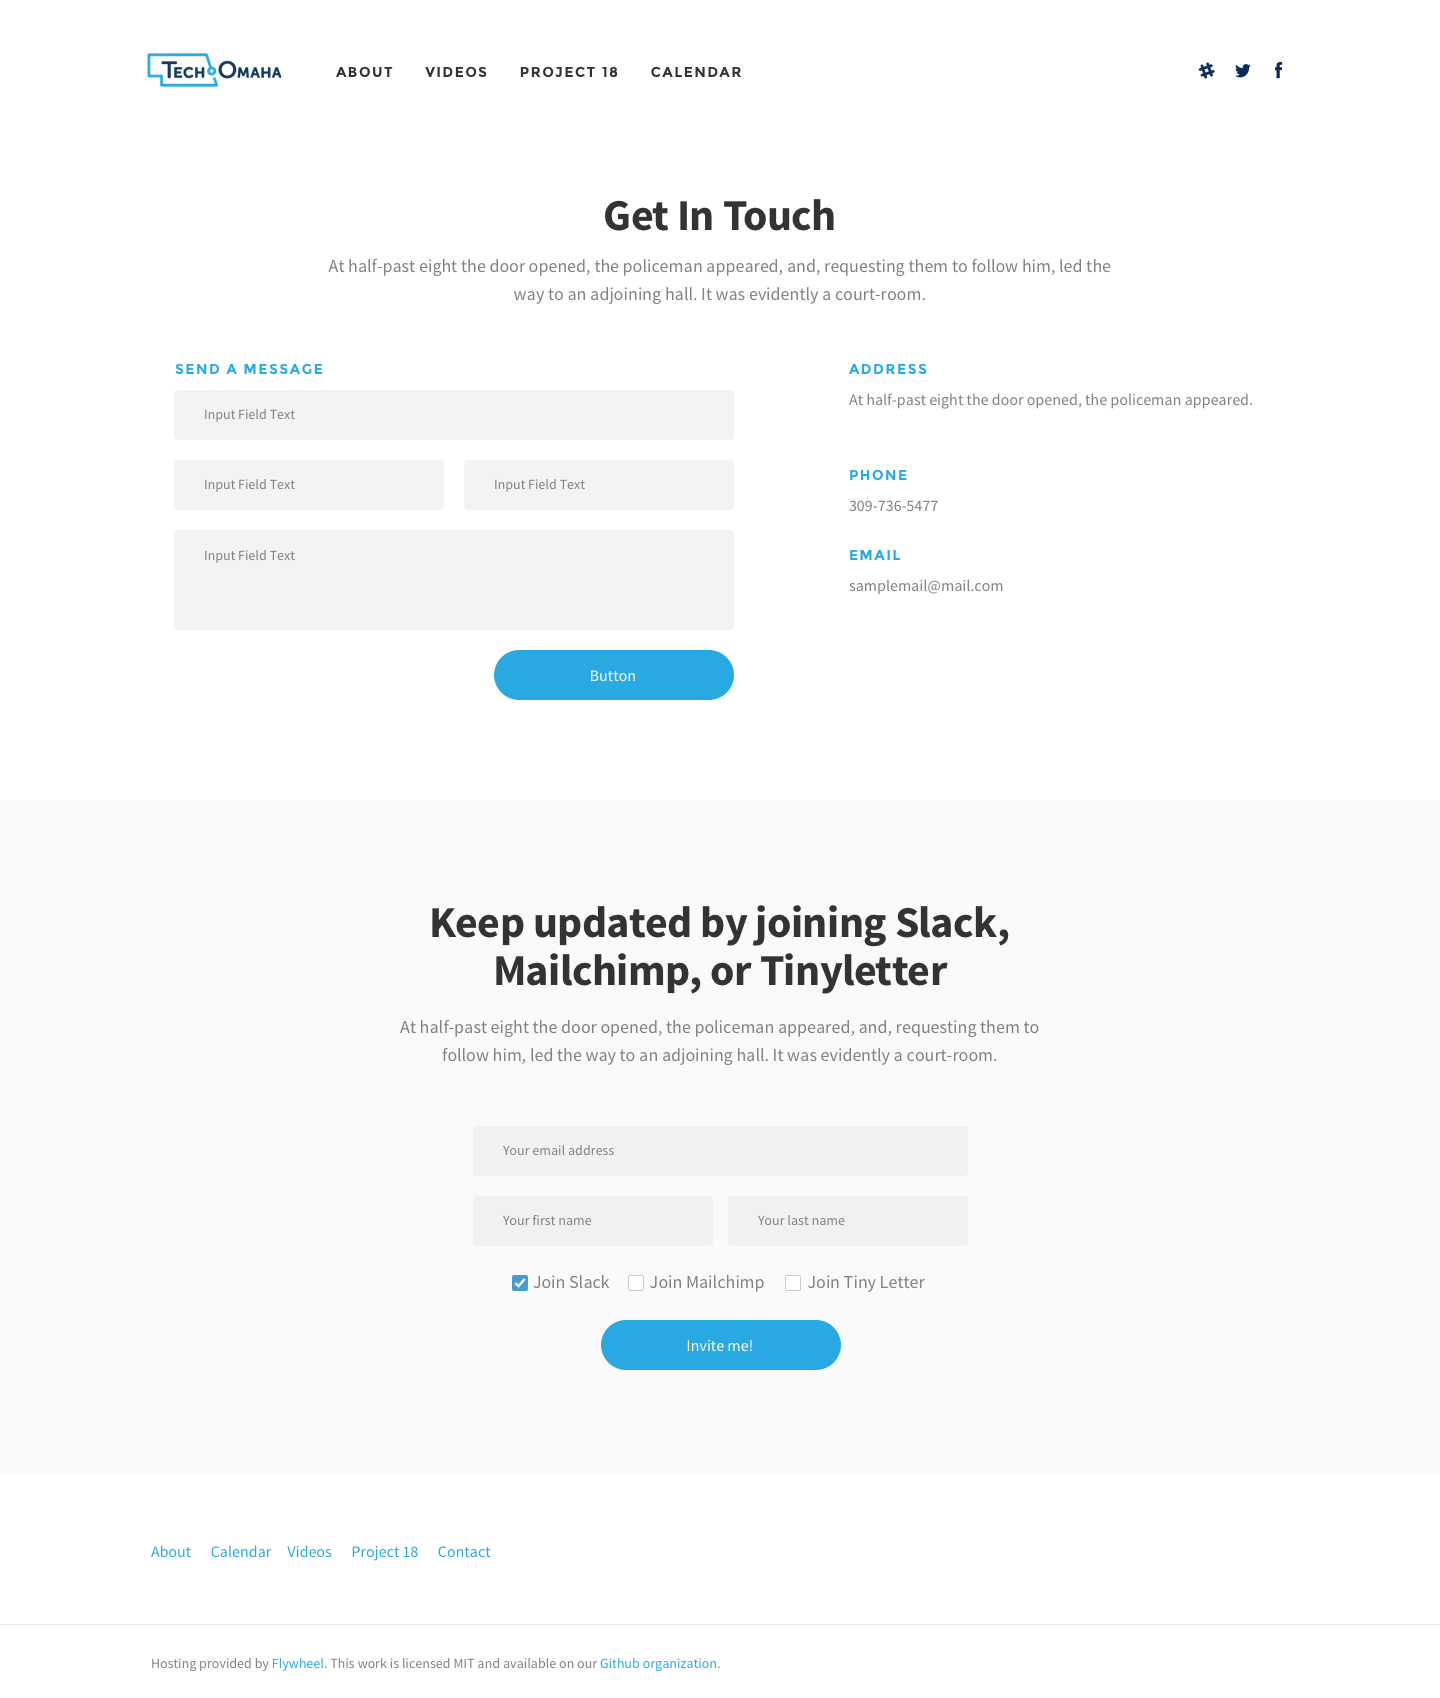 TECH OMAHA
ABOUT VIDEOS PROJECT 18 CALENDAR
Get In Touch
At half-past eight the door opened, the policeman appeared, and, requesting them to follow him, led the
way to an adjoining hall. It was evidently a court-room.
SEND A MESSAGE
Input Field Text
Input Field Text Input Field Text
Input Field Text
Button
ADDRESS
At half-past eight the door opened, the policeman appeared.
PHONE
309-736-5477
EMAIL
samplemail@mail.com
Keep updated by joining Slack,
Mailchimp, or Tinyletter
At half-past eight the door opened, the policeman appeared, and, requesting them to
follow him, led the way to an adjoining hall. It was evidently a court-room.
Your email address
Your first name Your last name
Join Slack Join Mailchimp Join Tiny Letter
Invite me!
About Calendar Videos Project 18 Contact
Hosting provided by Flywheel. This work is licensed MIT and available on our Github organization.